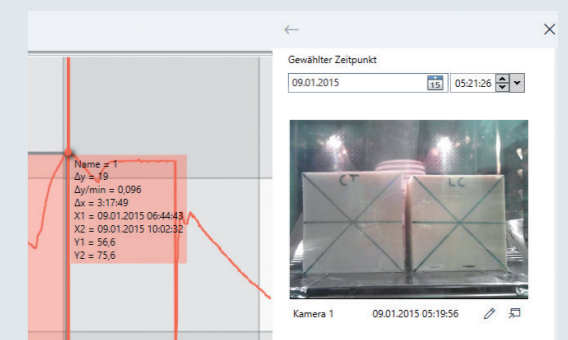 Gewählter Zeitpunkt
09.01.2015
15
05:21:26
Name = 1
Δy = 19
Δy/min = 0,096
Δx = 3:17:49
X1 = 09.01.2015 06:44:43
X2 = 09.01.2015 10:02:32
Y1 = 56,6
Y2 = 75,6
CT
LC
Kamera 1
09.01.2015 05:19:56